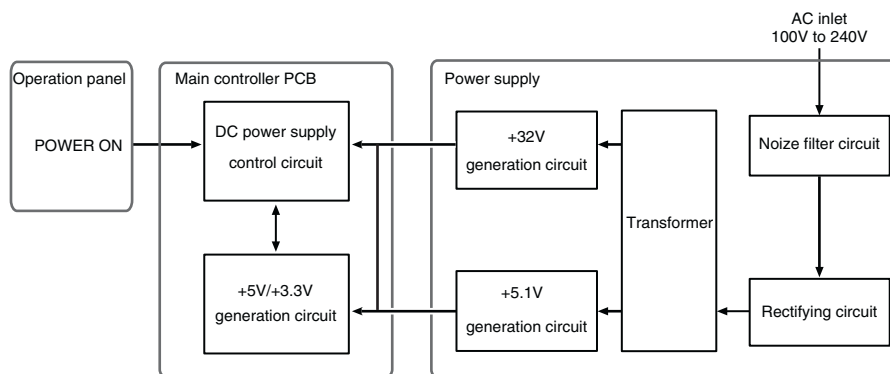 AC inlet
100V to 240V
Operation panel
POWER ON
Main controller PCB
DC power supply
control circuit
+5V/+3.3V
generation circuit
Power supply
+32V
generation circuit
+5.1V
generation circuit
Transformer
Noize filter circuit
Rectifying circuit